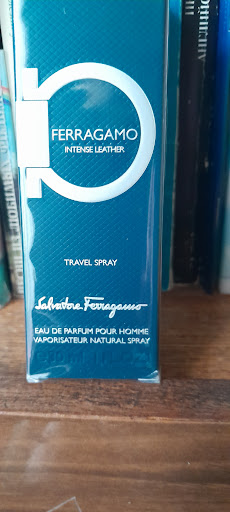 FERRAGAMO
INTENSE LEATHER
TRAVEL SPRAY
Salvatore Ferragamo
EAU DE PARFUM POUR HOMME
VAPORISATEUR NATURAL SPRAY